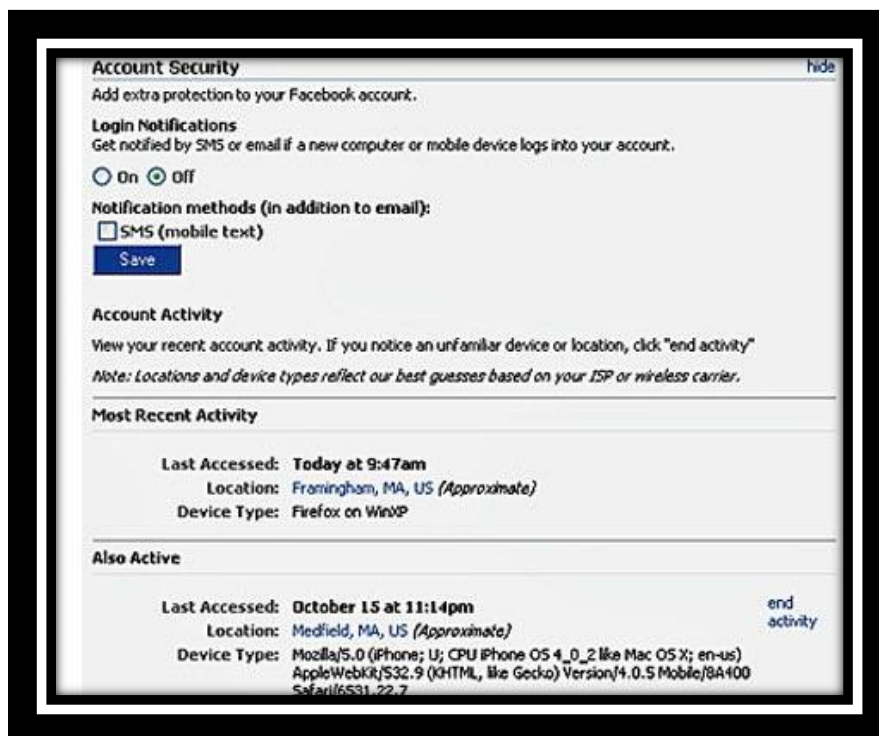 Account Security
hide
Add extra protection to your Facebook account.
Login Notifications
Get notified by SMS or email if a new computer or mobile device logs into your account.
On Off
Notification methods (in addition to email):
SMS (mobile text)
Save
Account Activity
View your recent account activity. If you notice an unfamiliar device or location, click "end activity"
Note: Locations and device types reflect our best guesses based on your ISP or wireless carrier.
Most Recent Activity
Last Accessed: Today at 9:47am
Location: Framingham, MA, US (Approximate)
Device Type: Firefox on WinXP
Also Active
Last Accessed: October 15 at 11:14pm
end
activity
Location: Medfield, MA, US (Approximate)
Device Type: Mozilla/5.0 (iPhone; U; CPU iPhone OS 4_0_2 like Mac OS X; en-us)
AppleWebKit/532.9 (KHTML, like Gecko) Version/4.0.5 Mobile/8A400
Safari/6531.22.7